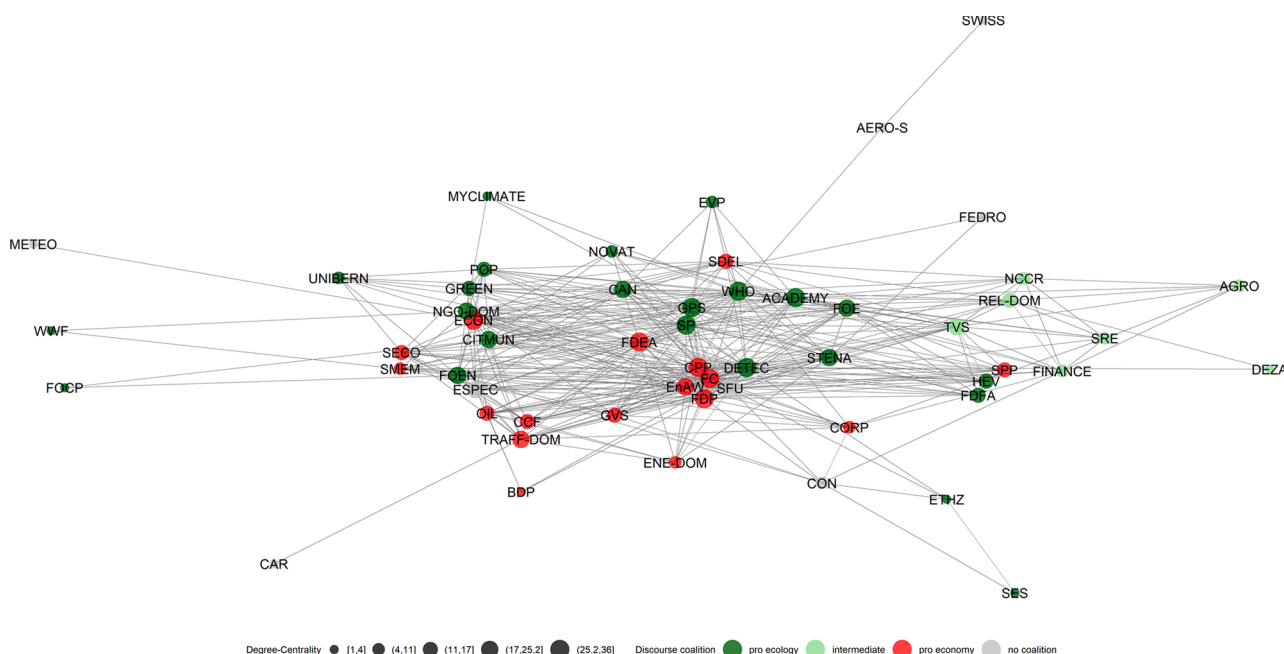 SWISS
AERO-S
MYCLIMATE
EVP
FEDRO
METEO
NOVAT
SDEL
POP
UNIBERN
NCCR
GREEN
CAN
WHO
AGRO
ACADEMY
REL-DOM
GPS
FOE
NGO-DOM
ECON
SP
TVS
WWF
CITMUN
FDEA
SRE
SECO
STENA
SMEM
CPP
DETEC
SPP
FINANCE
DEZA
FOEN
FC
HEV
FOCP
ESPEC
EnAW
SFU
FDFA
FDP
OIL
GVS
CCF
CORP
TRAFF-DOM
ENE-DOM
CON
BDP
ETHZ
CAR
SES
Degree-Centrality [1,4] (4,11] (11,17] (17,25.2] (25.2,36] Discourse coalition pro ecology intermediate pro economy no coalition